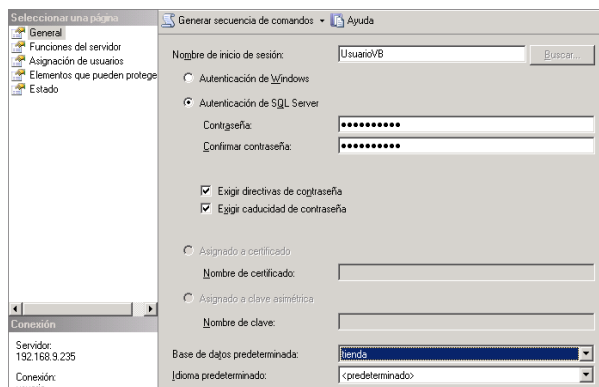 Seleccionar una página
General
Funciones del servidor
Asignación de usuarios
Elementos que pueden protege
Estado
Generar secuencia de comandos Ayuda
Nombre de inicio de sesión: UsuarioVB Buscar...
Autenticación de Windows
Autenticación de SQL Server
Contraseña: ●●●●●●●●●●
Confirmar contraseña: ●●●●●●●●●●
Exigir directivas de contraseña
Exigir caducidad de contraseña
Asignado a certificado
Nombre de certificado:
Asignado a clave asimétrica
Nombre de clave:
Base de datos predeterminada: tienda
Idioma predeterminado: <predeterminado>
Conexión
Servidor:
192.168.9.235
Conexión: